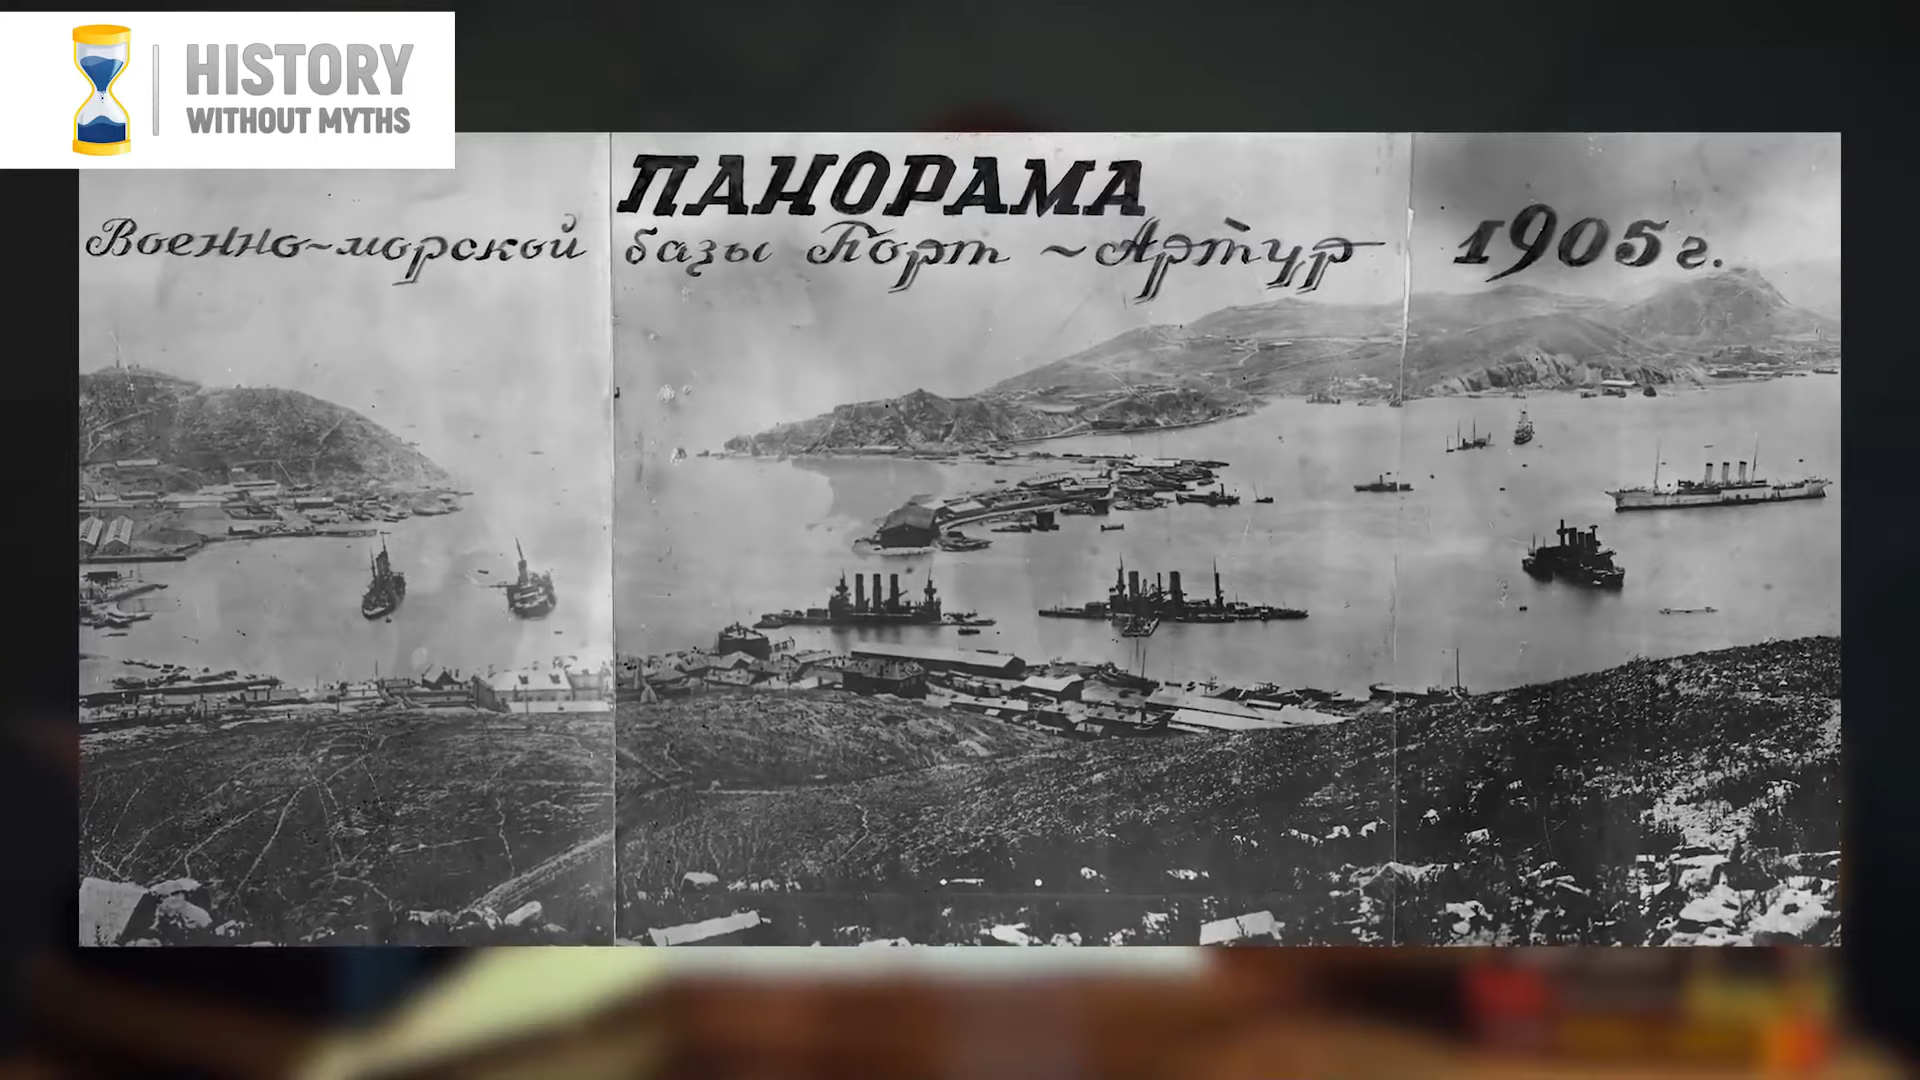 HISTORY
WITHOUT MYTHS
ПАНОРАМА
Военно-морской базы Порт-Артур 1905 г.